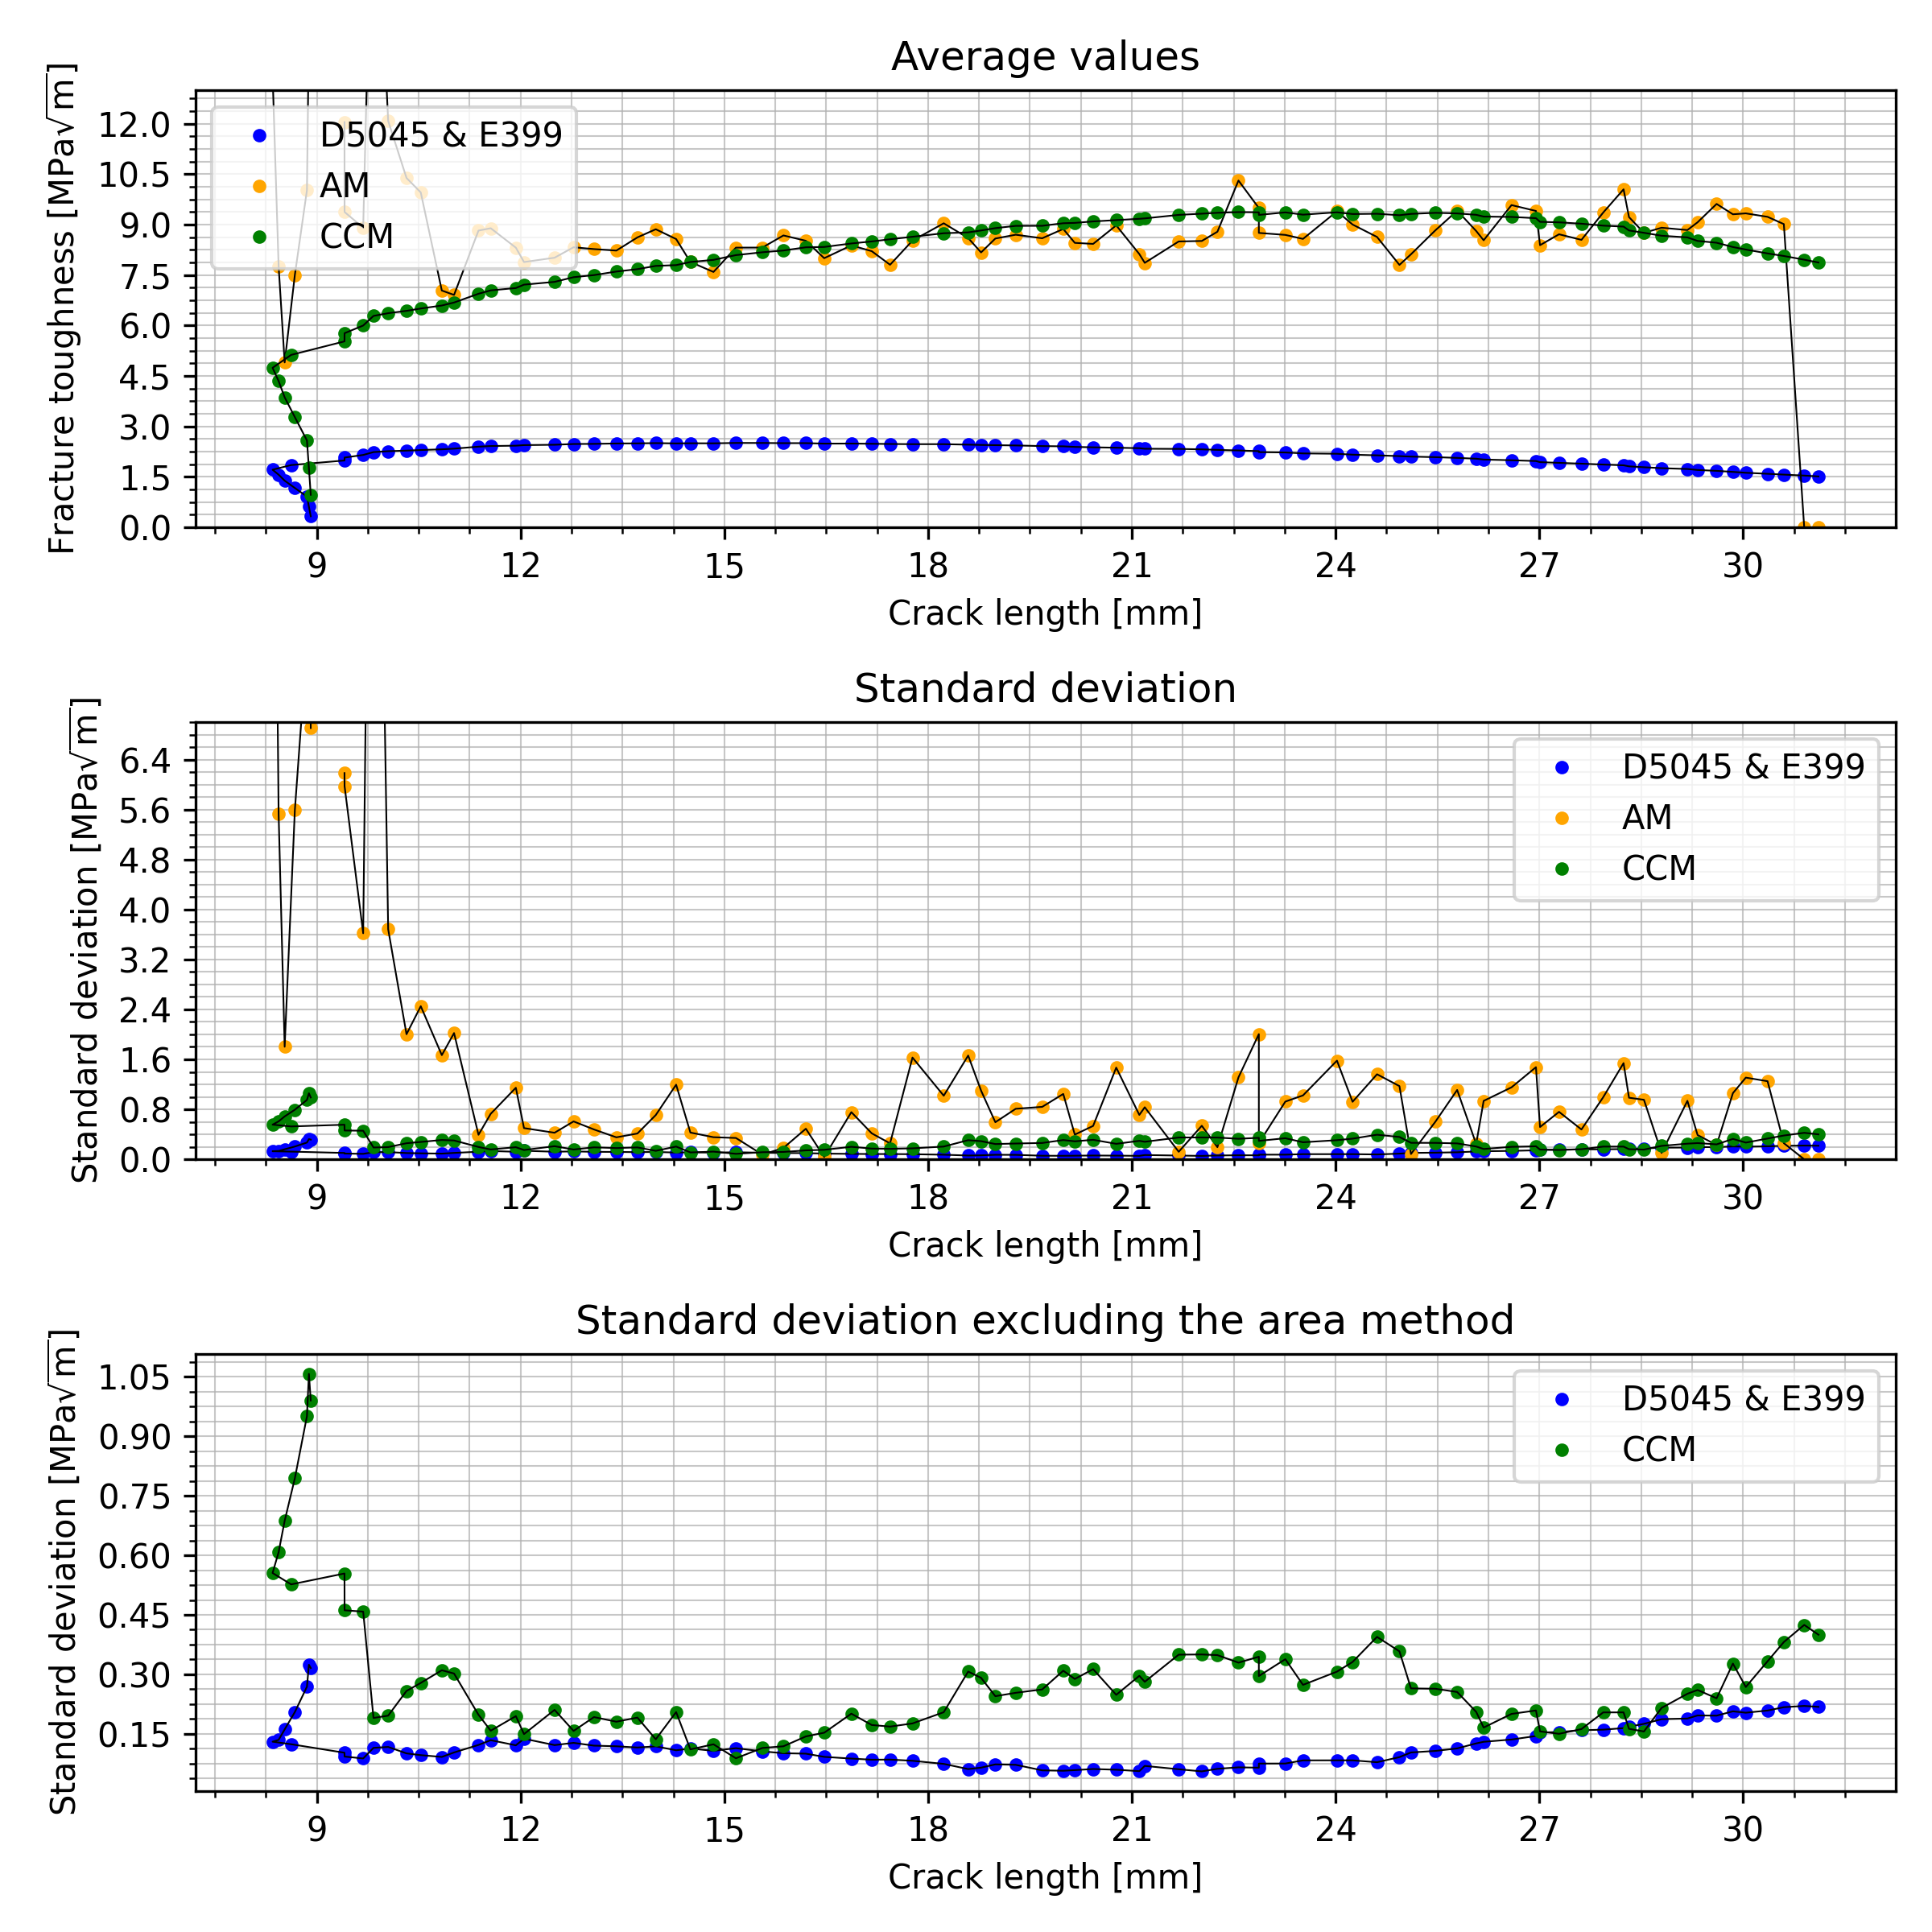 Average values
Fracture toughness [MPa√m]
12.0
10.5
9.0
7.5
6.0
4.5
3.0
1.5
0.0
D5045 & E399
AM
CCM
9 12 15 18 21 24 27 30
Crack length [mm]
Standard deviation
Standard deviation [MPa√m]
6.4
5.6
4.8
4.0
3.2
2.4
1.6
0.8
0.0
D5045 & E399
AM
CCM
9 12 15 18 21 24 27 30
Crack length [mm]
Standard deviation excluding the area method
Standard deviation [MPa√m]
1.05
0.90
0.75
0.60
0.45
0.30
0.15
D5045 & E399
CCM
9 12 15 18 21 24 27 30
Crack length [mm]